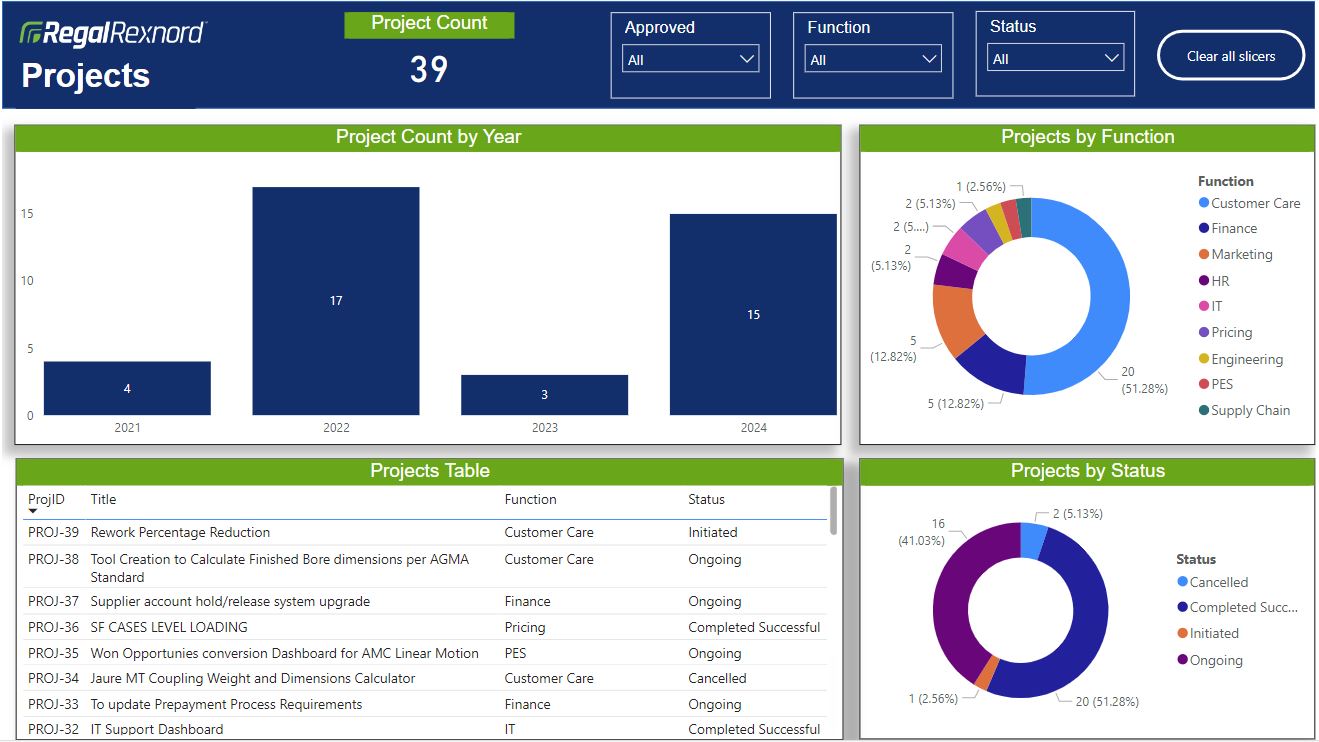 RegalRexnord
Projects
Project Count
39
Approved
All
Function
All
Status
All
Clear all slicers
Project Count by Year
15
10
5
0
4
17
3
15
2021
2022
2023
2024
Projects by Function
1 (2.56%)
2 (5.13%)
2 (5....)
2
(5.13%)
5
(12.82%)
5 (12.82%)
20
(51.28%)
Function
Customer Care
Finance
Marketing
HR
IT
Pricing
Engineering
PES
Supply Chain
Projects Table
ProjID Title Function Status
PROJ-39 Rework Percentage Reduction Customer Care Initiated
PROJ-38 Tool Creation to Calculate Finished Bore dimensions per AGMA Customer Care Ongoing
Standard
PROJ-37 Supplier account hold/release system upgrade Finance Ongoing
PROJ-36 SF CASES LEVEL LOADING Pricing Completed Successful
PROJ-35 Won Opportunies conversion Dashboard for AMC Linear Motion PES Ongoing
PROJ-34 Jaure MT Coupling Weight and Dimensions Calculator Customer Care Cancelled
PROJ-33 To update Prepayment Process Requirements Finance Ongoing
PROJ-32 IT Support Dashboard IT Completed Successful
Projects by Status
2 (5.13%)
16
(41.03%)
1 (2.56%)
20 (51.28%)
Status
Cancelled
Completed Succ...
Initiated
Ongoing